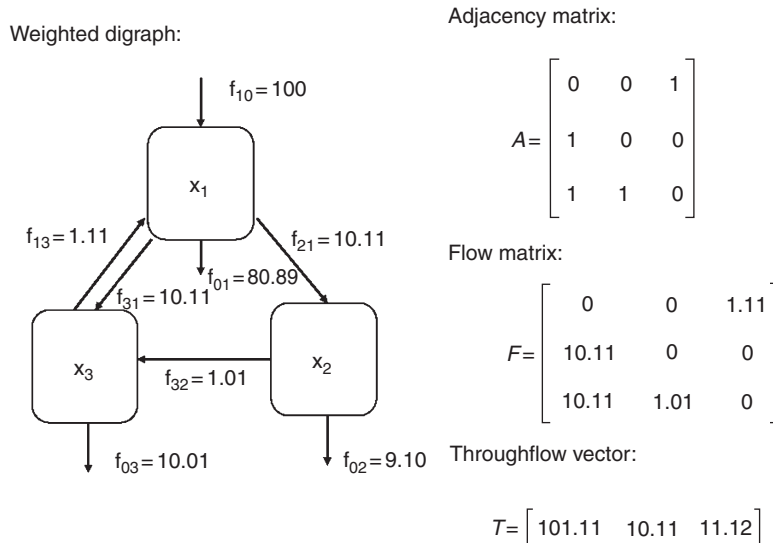 Weighted digraph:
f10=100
x1
f13=1.11
f21=10.11
f01=80.89
f31=10.11
x3
x2
f32=1.01
f03=10.01
f02=9.10
Adjacency matrix:
A= [0 0 1
1 0 0
1 1 0]
Flow matrix:
F= [0 0 1.11
10.11 0 0
10.11 1.01 0]
Throughflow vector:
T= [101.11 10.11 11.12]